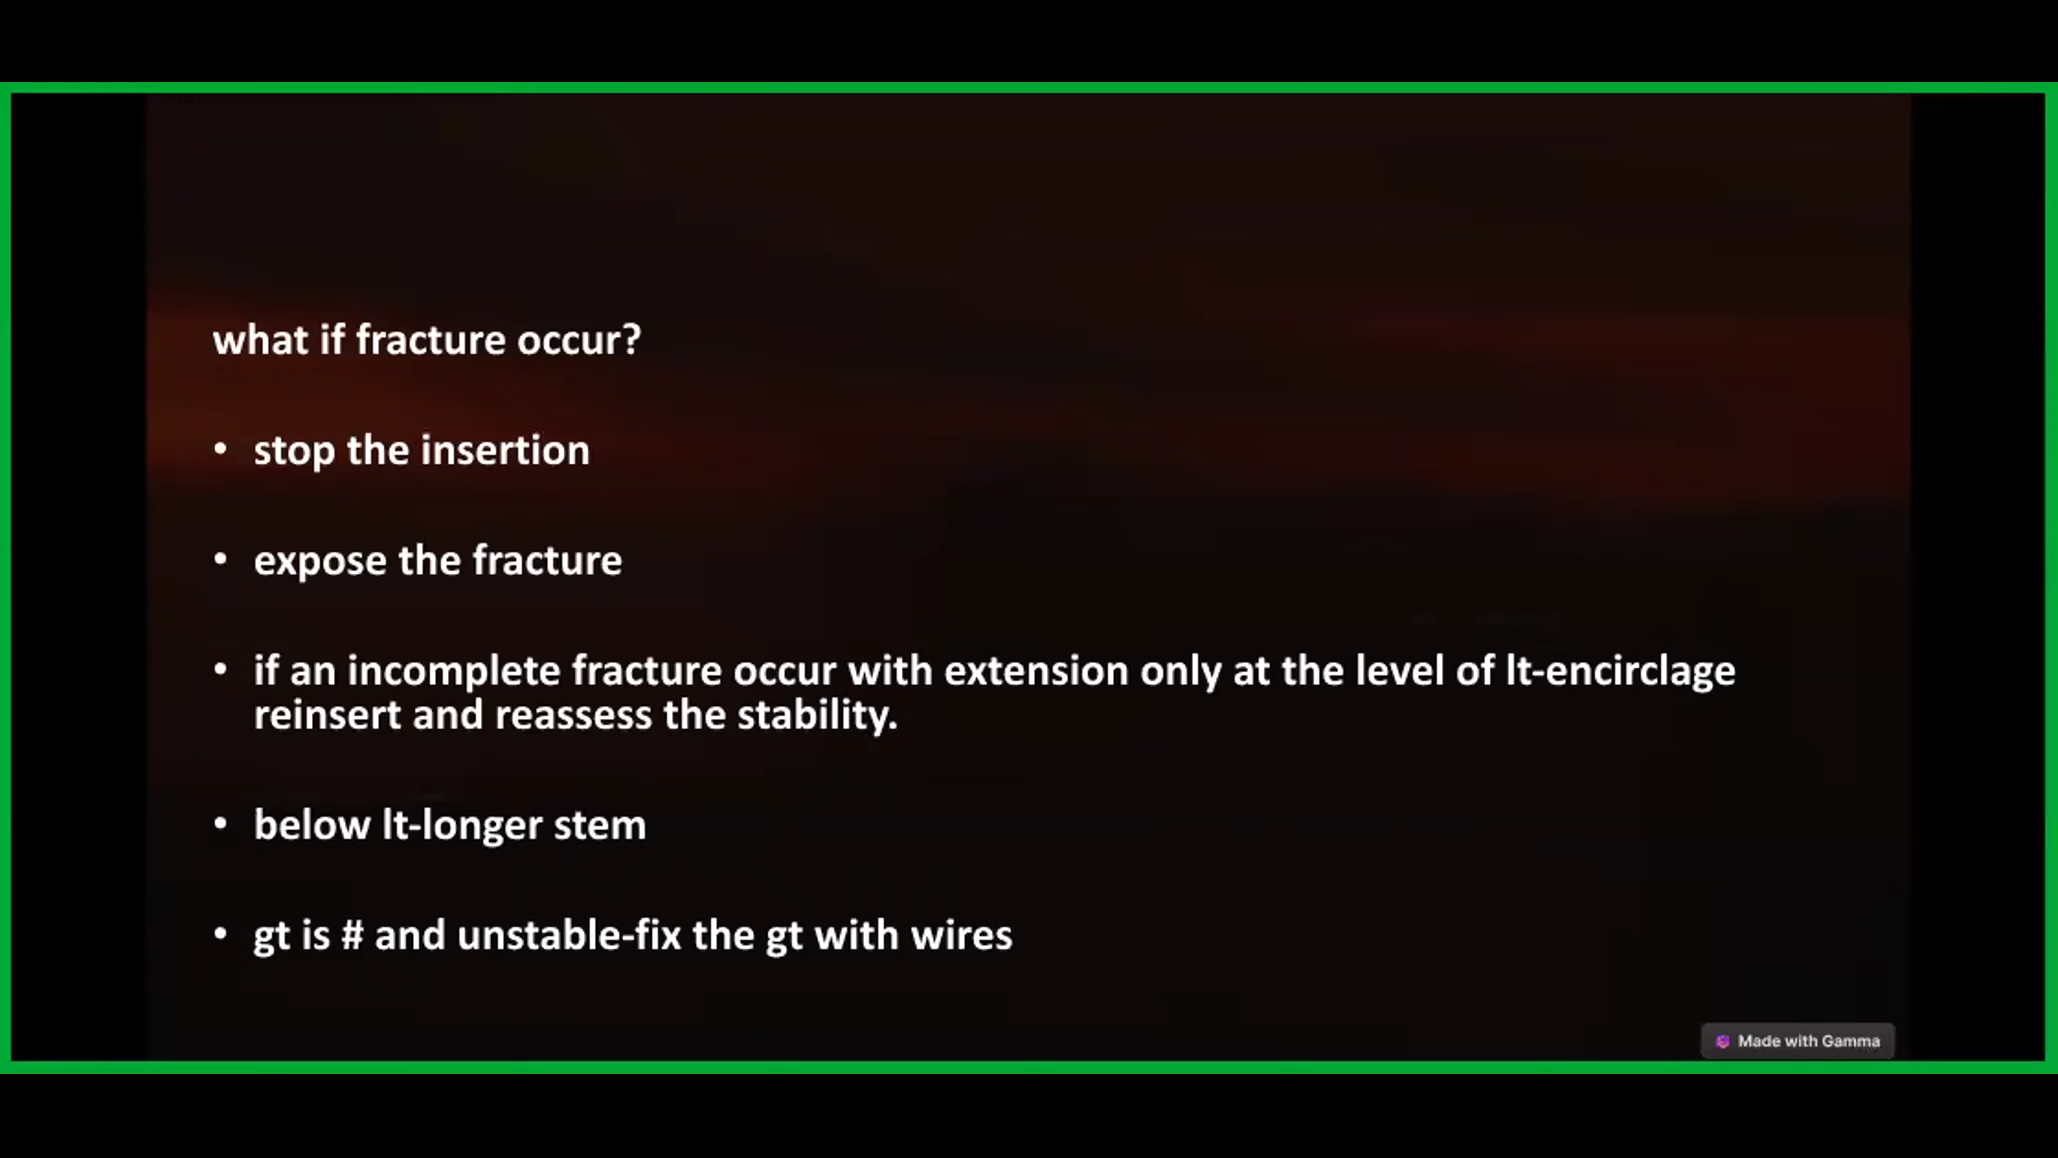 what if fracture occur?
• stop the insertion
• expose the fracture
• if an incomplete fracture occur with extension only at the level of lt-encirclage
reinsert and reassess the stability.
• below lt-longer stem
• gt is # and unstable-fix the gt with wires
Made with Gamma